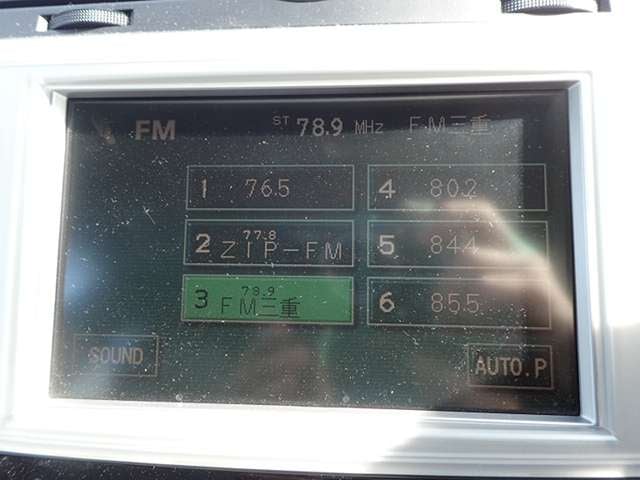 FM ST 78.9 MHz FM三重
1 76.5
2 77.8 ZIP-FM
3 78.9 FM三重
4 80.2
5 84.4
6 85.5
SOUND
AUTO.P